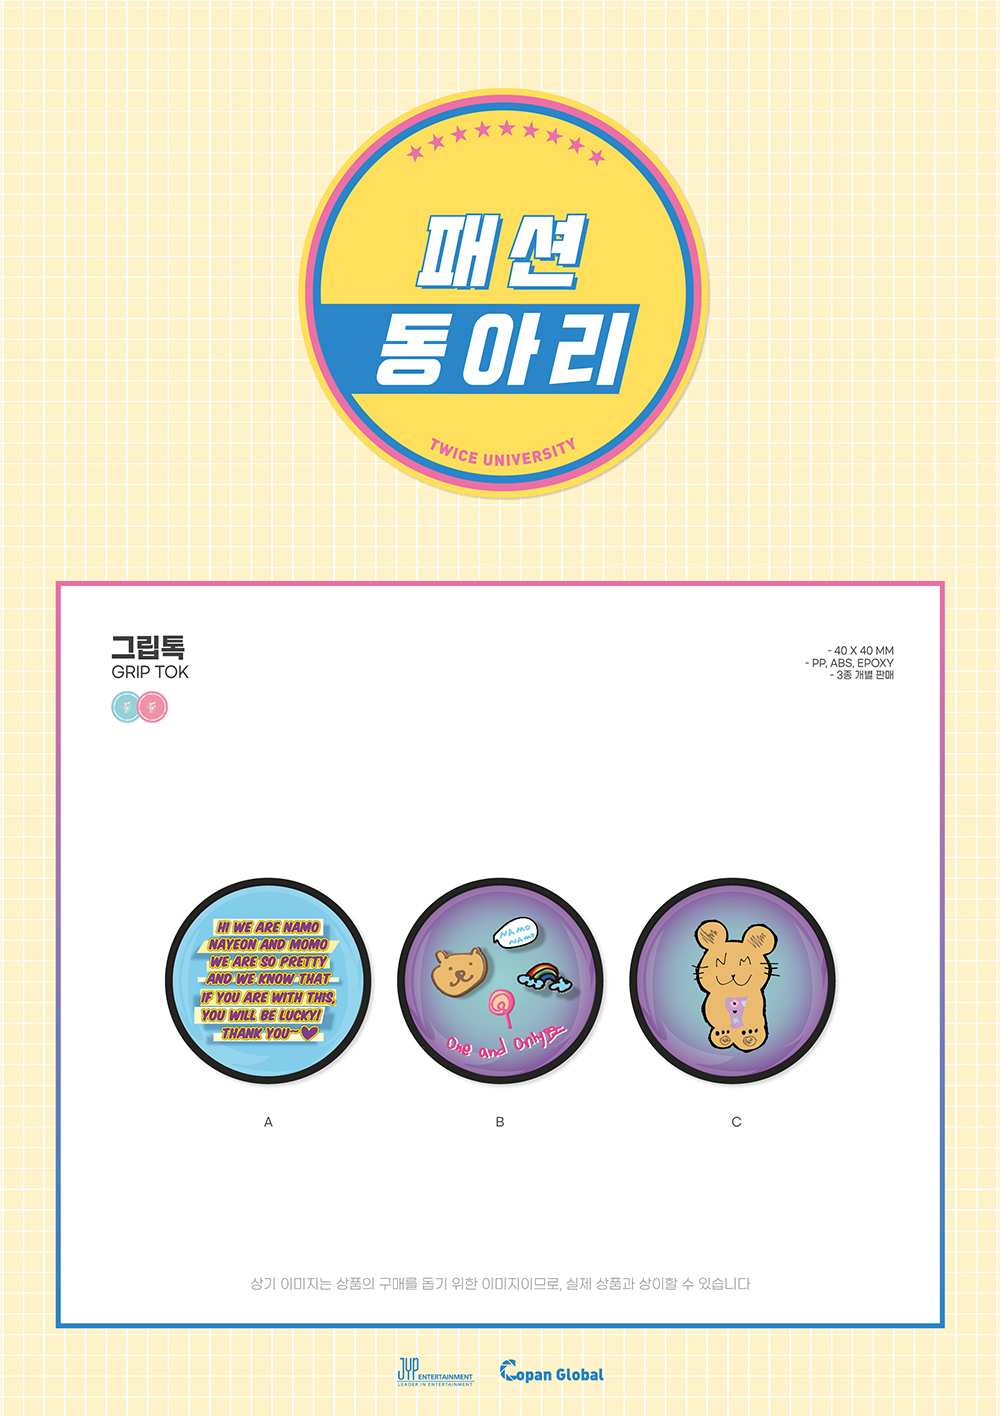 패션
동아리
TWICE UNIVERSITY
그립톡
GRIP TOK
- 40 X 40 MM
- PP, ABS, EPOXY
- 3종 개별 판매
HI WE ARE NAMO
NAYEON AND MOMO
WE ARE SO PRETTY
AND WE KNOW THAT
IF YOU ARE WITH THIS,
YOU WILL BE LUCKY!
THANK YOU~
NAMO
NAMO
One and Only
N M
A
B
C
상기 이미지는 상품의 구매를 돕기 위한 이미지이므로, 실제 상품과 상이할 수 있습니다
JYP ENTERTAINMENT
LEADER IN ENTERTAINMENT
Copan Global